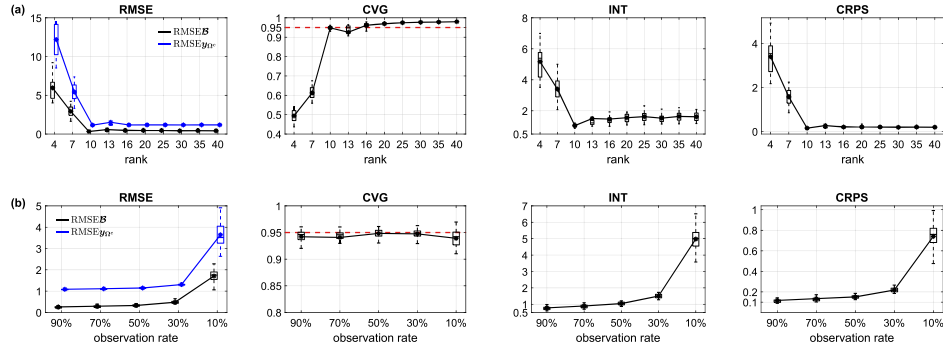 (a)
RMSE
RMSE𝓑
RMSE𝒚Ωᶜ
15
10
5
0
4 7 10 13 16 20 25 30 35 40
rank
CVG
0.95
0.9
0.8
0.7
0.6
0.5
0.4
4 7 10 13 16 20 25 30 35 40
rank
INT
8
6
4
2
0.5
4 7 10 13 16 20 25 30 35 40
rank
CRPS
4
2
0
4 7 10 13 16 20 25 30 35 40
rank
(b)
RMSE
RMSE𝓑
RMSE𝒚Ωᶜ
5
4
3
2
1
0
90% 70% 50% 30% 10%
observation rate
CVG
1
0.95
0.9
0.85
0.8
90% 70% 50% 30% 10%
observation rate
INT
7
6
5
4
3
2
1
0.5
90% 70% 50% 30% 10%
observation rate
CRPS
1
0.8
0.6
0.4
0.2
0.1
90% 70% 50% 30% 10%
observation rate